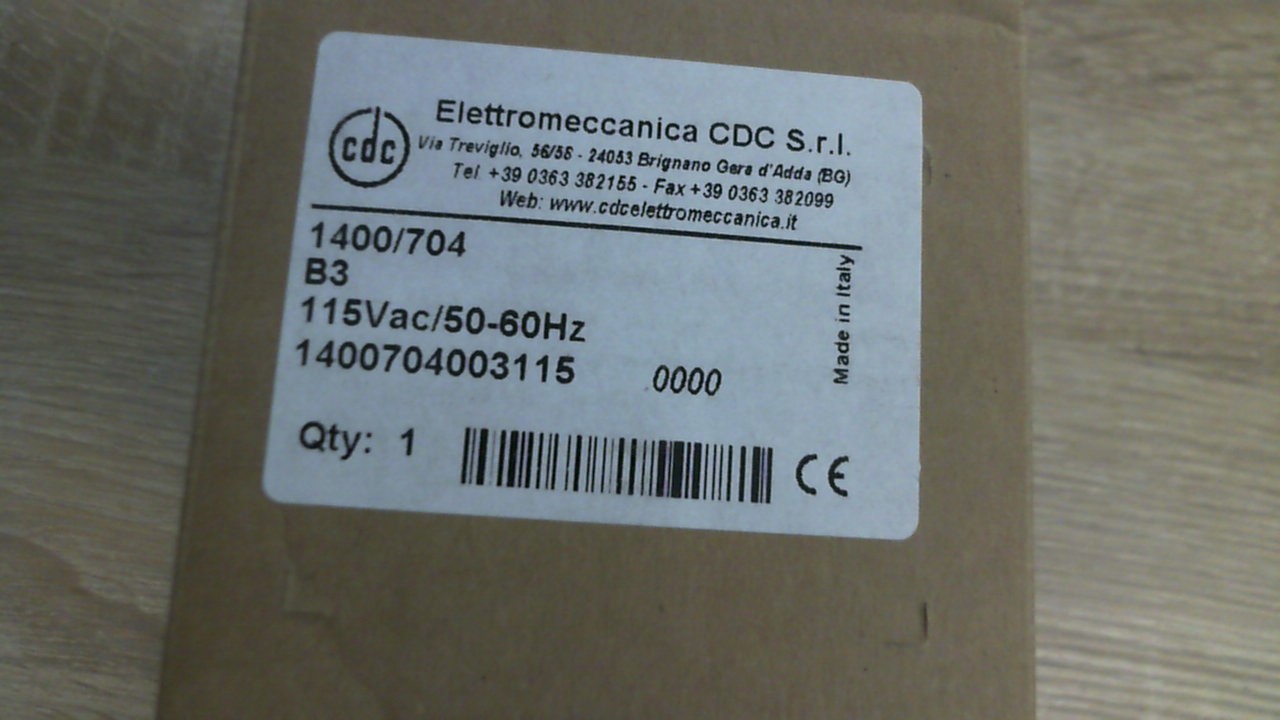 cdc
Elettromeccanica CDC S.r.l.
Via Treviglio, 56/58 - 24053 Brignano Gera d'Adda (BG)
Tel. +39 0363 382155 - Fax +39 0363 382099
Web: www.cdcelettromeccanica.it
1400/704
B3
115Vac/50-60Hz
1400704003115 0000
Made in Italy
Qty: 1
CE